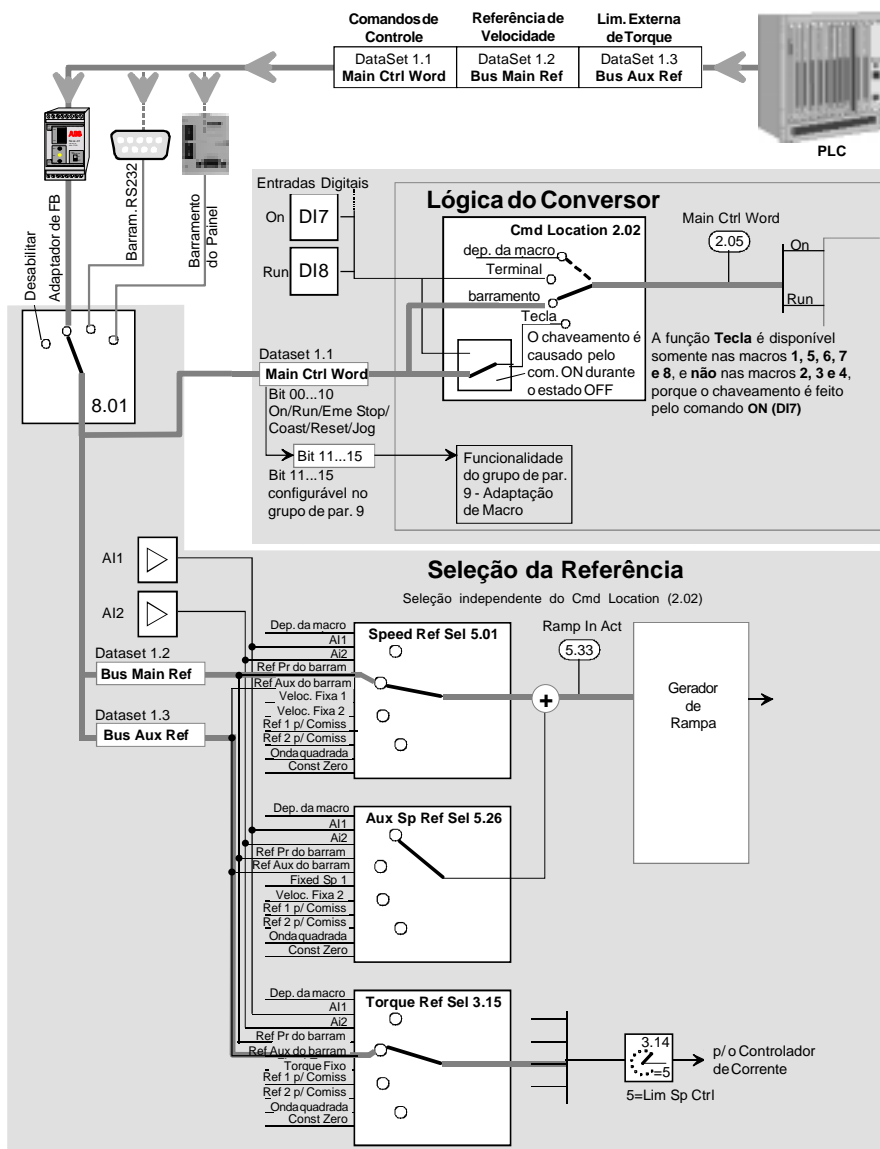 Comandos de Controle
Referência de Velocidade
Lim. Externa de Torque
DataSet 1.1
Main Ctrl Word
DataSet 1.2
Bus Main Ref
DataSet 1.3
Bus Aux Ref
PLC
ABB
Desabilitar
Adaptador de FB
Barram. RS232
Barramento do Painel
8.01
Entradas Digitais
On
DI7
Run
DI8
Lógica do Conversor
Cmd Location 2.02
dep. da macro
Terminal
barramento
Tecla
O chaveamento é
causado pelo
com. ON durante
o estado OFF
Main Ctrl Word
2.05
On
Run
A função Tecla é disponível
somente nas macros 1, 5, 6, 7
e 8, e não nas macros 2, 3 e 4,
porque o chaveamento é feito
pelo comando ON (DI7)
Dataset 1.1
Main Ctrl Word
Bit 00...10
On/Run/Eme Stop/
Coast/Reset/Jog
Bit 11...15
Bit 11...15
configurável no
grupo de par. 9
Funcionalidade
do grupo de par.
9 - Adaptação
de Macro
AI1
AI2
Seleção da Referência
Seleção independente do Cmd Location (2.02)
Dataset 1.2
Bus Main Ref
Dataset 1.3
Bus Aux Ref
Dep. da macro
AI1
Ai2
Ref Pr do barram
Ref Aux do barram
Veloc. Fixa 1
Veloc. Fixa 2
Ref 1 p/ Comiss
Ref 2 p/ Comiss
Onda quadrada
Const Zero
Speed Ref Sel 5.01
Ramp In Act
5.33
+
Gerador
de
Rampa
Dep. da macro
AI1
Ai2
Ref Pr do barram
Ref Aux do barram
Fixed Sp 1
Veloc. Fixa 2
Ref 1 p/ Comiss
Ref 2 p/ Comiss
Onda quadrada
Const Zero
Aux Sp Ref Sel 5.26
Dep. da macro
AI1
Ai2
Ref Pr do barram
Ref Aux do barram
Torque Fixo
Ref 1 p/ Comiss
Ref 2 p/ Comiss
Onda quadrada
Const Zero
Torque Ref Sel 3.15
3.14
=5
5=Lim Sp Ctrl
p/ o Controlador
de Corrente